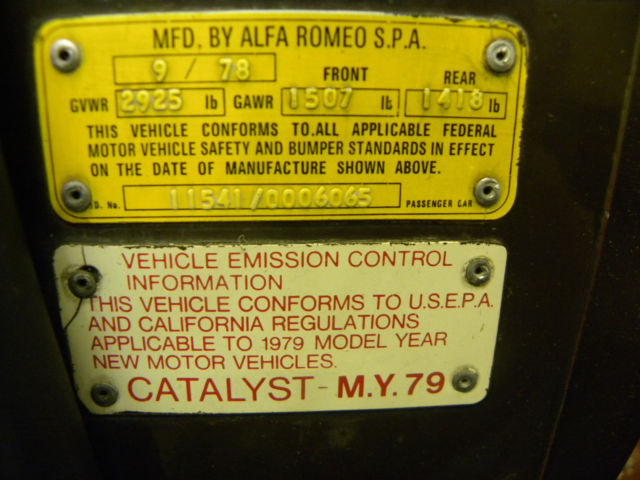 MFD. BY ALFA ROMEO S.P.A.
9 / 78 FRONT REAR
GVWR 2925 lb GAWR 1507 lb 1418 lb
THIS VEHICLE CONFORMS TO.ALL APPLICABLE FEDERAL
MOTOR VEHICLE SAFETY AND BUMPER STANDARDS IN EFFECT
ON THE DATE OF MANUFACTURE SHOWN ABOVE.
ID. No. 11541/0006065 PASSENGER CAR
VEHICLE EMISSION CONTROL
INFORMATION
THIS VEHICLE CONFORMS TO U.S.E.P.A.
AND CALIFORNIA REGULATIONS
APPLICABLE TO 1979 MODEL YEAR
NEW MOTOR VEHICLES.
CATALYST - M.Y. 79